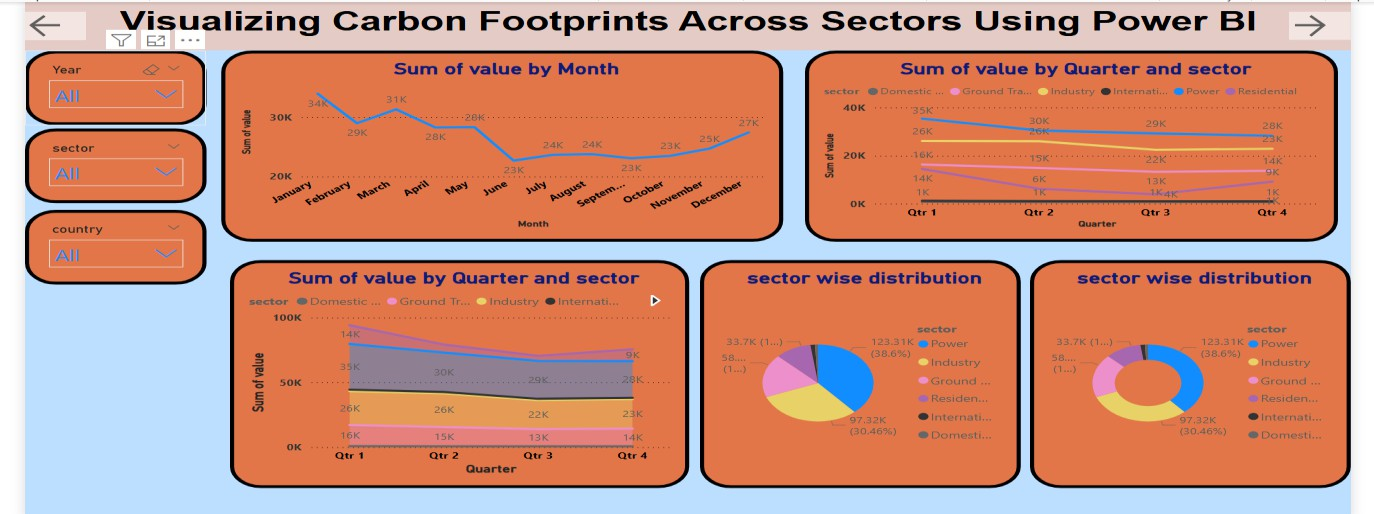 Visualizing Carbon Footprints Across Sectors Using Power BI
Year
All
sector
All
country
All
Sum of value by Month
Sum of value
30K
20K
34K
29K
31K
28K
28K
23K
24K
24K
23K
23K
25K
27K
January
February
March
April
May
June
July
August
Septem...
October
November
December
Month
Sum of value by Quarter and sector
sector Domestic ... Ground Tra... Industry Internati... Power Residential
Sum of value
40K
20K
0K
35K
30K
29K
28K
26K
26K
22K
23K
16K
15K
13K
14K
14K
6K
4K
9K
1K
1K
1K
1K
1K
Qtr 1
Qtr 2
Qtr 3
Qtr 4
Quarter
Sum of value by Quarter and sector
sector Domestic ... Ground Tr... Industry Internati...
Sum of value
100K
50K
0K
14K
9K
35K
30K
29K
28K
26K
26K
22K
23K
16K
15K
13K
14K
Qtr 1
Qtr 2
Qtr 3
Qtr 4
Quarter
sector wise distribution
33.7K (1...)
58....
(1...)
123.31K
(38.6%)
97.32K
(30.46%)
sector
Power
Industry
Ground ...
Residen...
Internati...
Domesti...
sector wise distribution
33.7K (1...)
58....
(1...)
123.31K
(38.6%)
97.32K
(30.46%)
sector
Power
Industry
Ground ...
Residen...
Internati...
Domesti...